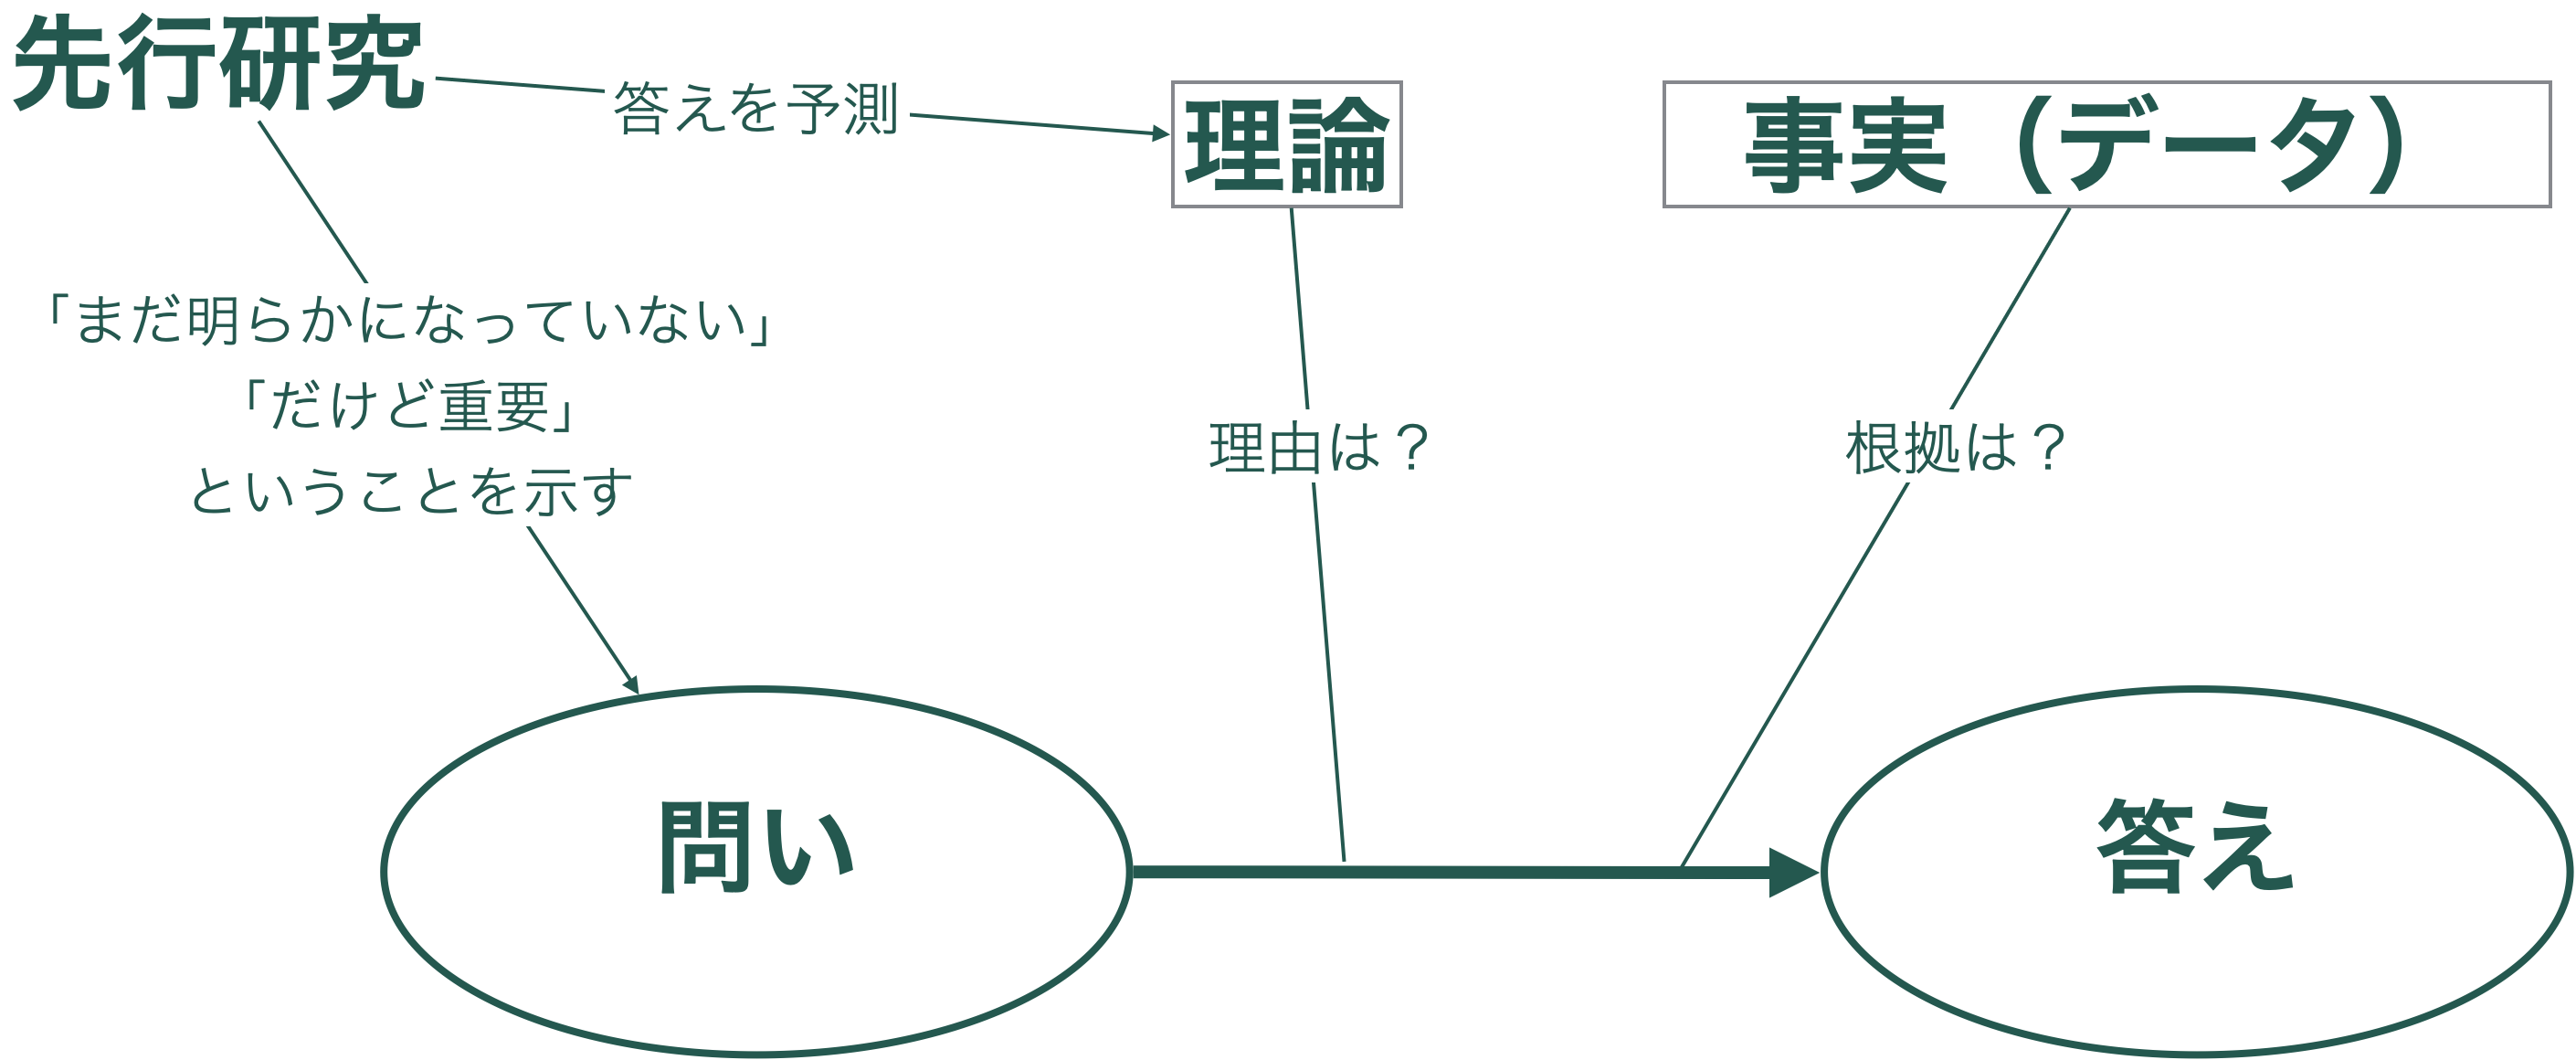 先行研究
答えを予測
理論
事実（データ）
「まだ明らかになっていない」
「だけど重要」
ということを示す
理由は？
根拠は？
問い
答え